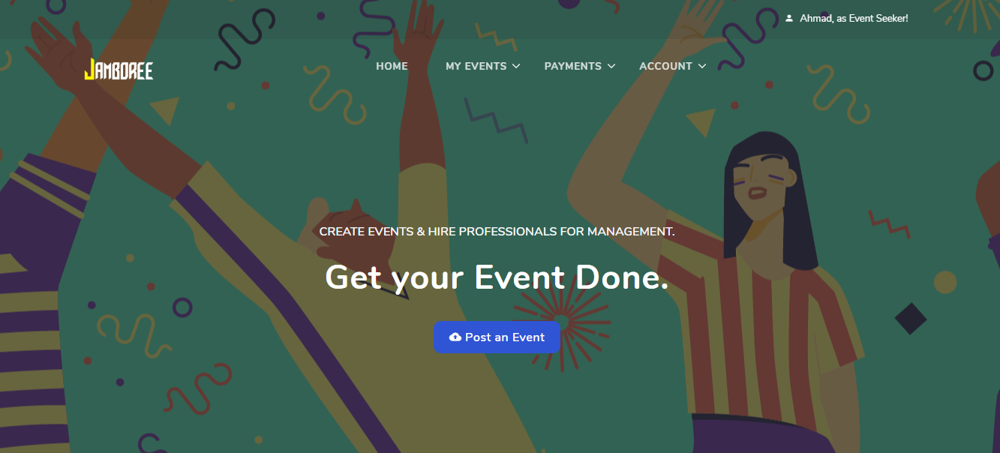 Ahmad, as Event Seeker!
JAMBOREE
HOME MY EVENTS PAYMENTS ACCOUNT
CREATE EVENTS & HIRE PROFESSIONALS FOR MANAGEMENT.
Get your Event Done.
Post an Event